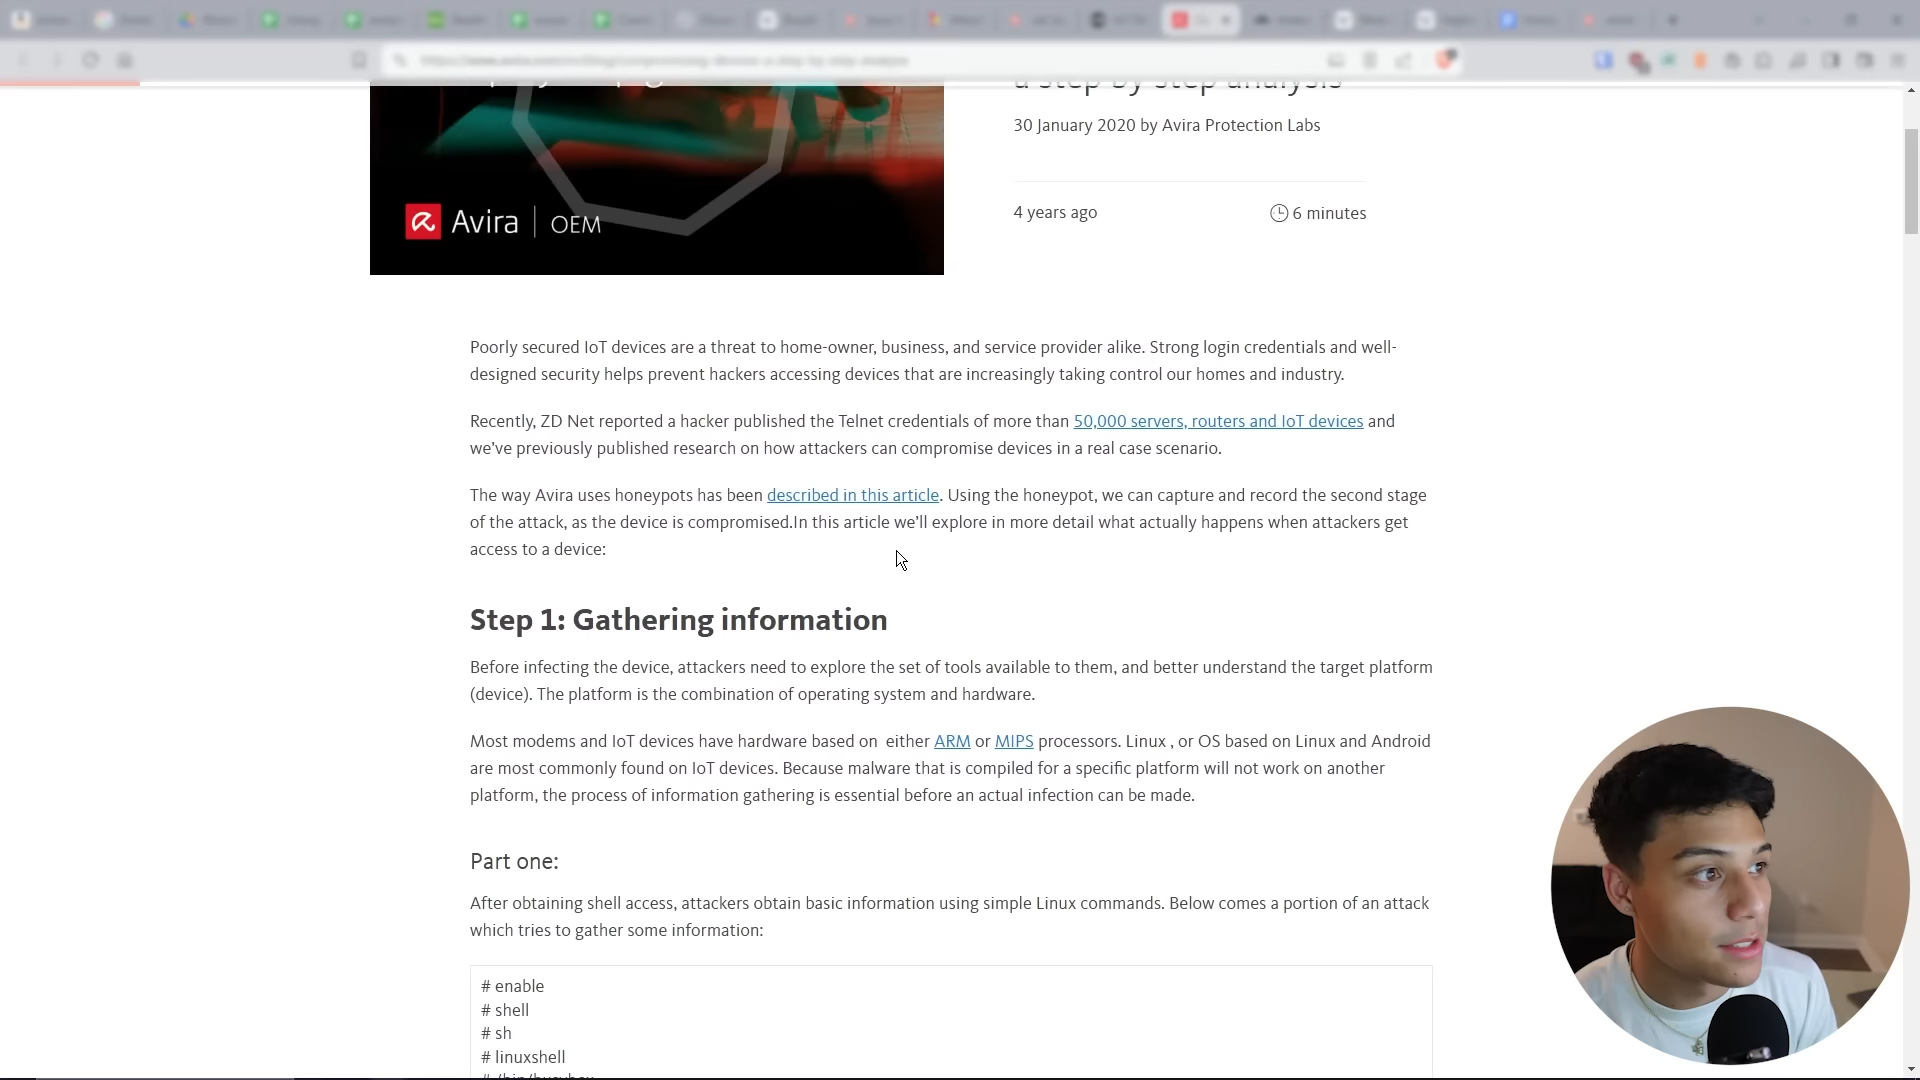 a step by step analysis
30 January 2020 by Avira Protection Labs
4 years ago
6 minutes
Avira | OEM
Poorly secured IoT devices are a threat to home-owner, business, and service provider alike. Strong login credentials and well-
designed security helps prevent hackers accessing devices that are increasingly taking control our homes and industry.
Recently, ZD Net reported a hacker published the Telnet credentials of more than 50,000 servers, routers and IoT devices and
we’ve previously published research on how attackers can compromise devices in a real case scenario.
The way Avira uses honeypots has been described in this article. Using the honeypot, we can capture and record the second stage
of the attack, as the device is compromised.In this article we’ll explore in more detail what actually happens when attackers get
access to a device:
Step 1: Gathering information
Before infecting the device, attackers need to explore the set of tools available to them, and better understand the target platform
(device). The platform is the combination of operating system and hardware.
Most modems and IoT devices have hardware based on  either ARM or MIPS processors. Linux , or OS based on Linux and Android
are most commonly found on IoT devices. Because malware that is compiled for a specific platform will not work on another
platform, the process of information gathering is essential before an actual infection can be made.
Part one:
After obtaining shell access, attackers obtain basic information using simple Linux commands. Below comes a portion of an attack
which tries to gather some information:
# enable
# shell
# sh
# linuxshell